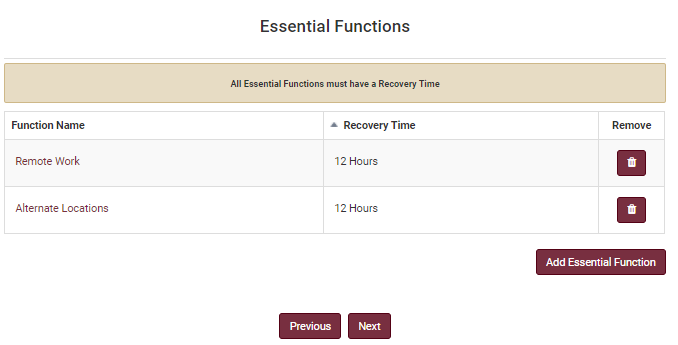 Essential Functions
All Essential Functions must have a Recovery Time
Function Name Recovery Time Remove
Remote Work 12 Hours
Alternate Locations 12 Hours
Add Essential Function
Previous Next